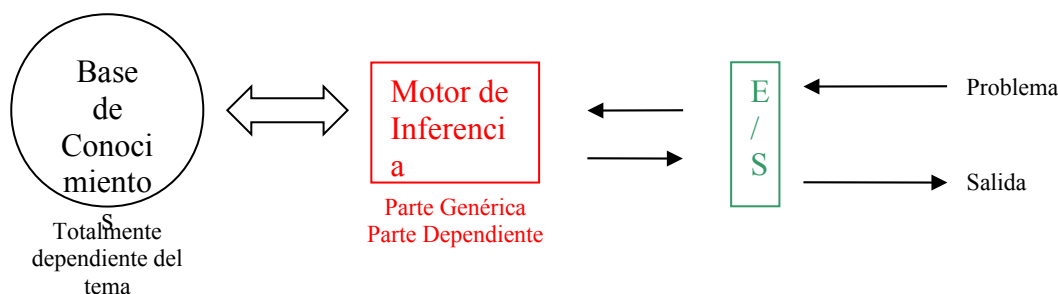 Base
de
Conoci
miento
s
Totalmente
dependiente del
tema
Motor de
Inferenci
a
Parte Genérica
Parte Dependiente
E
/
S
Problema
Salida